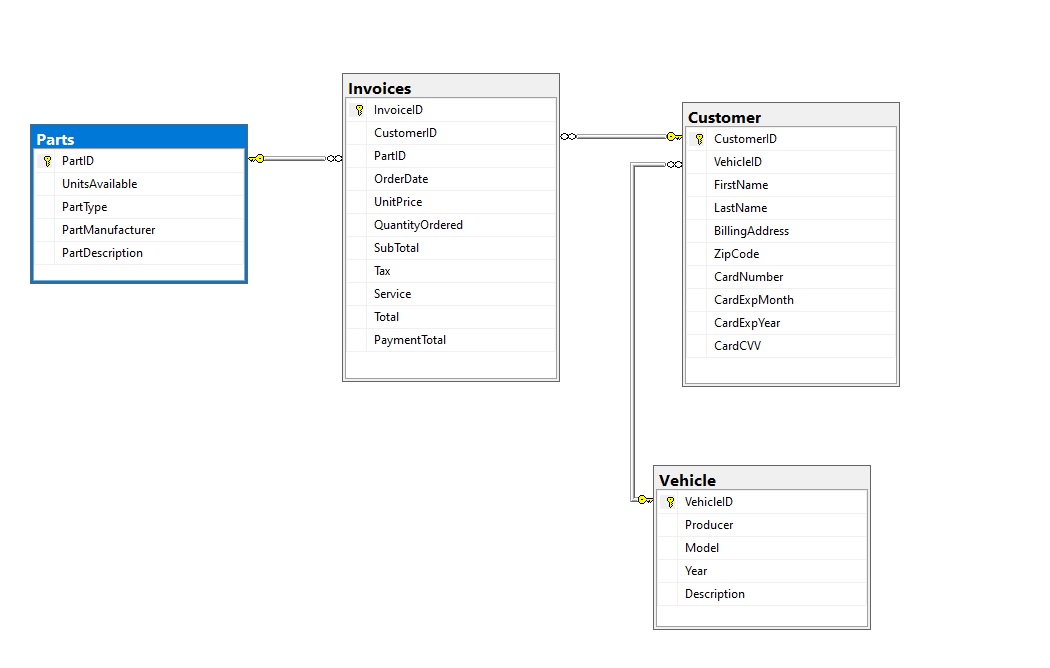 Parts
PartID
UnitsAvailable
PartType
PartManufacturer
PartDescription
Invoices
InvoiceID
CustomerID
PartID
OrderDate
UnitPrice
QuantityOrdered
SubTotal
Tax
Service
Total
PaymentTotal
Customer
CustomerID
VehicleID
FirstName
LastName
BillingAddress
ZipCode
CardNumber
CardExpMonth
CardExpYear
CardCVV
Vehicle
VehicleID
Producer
Model
Year
Description